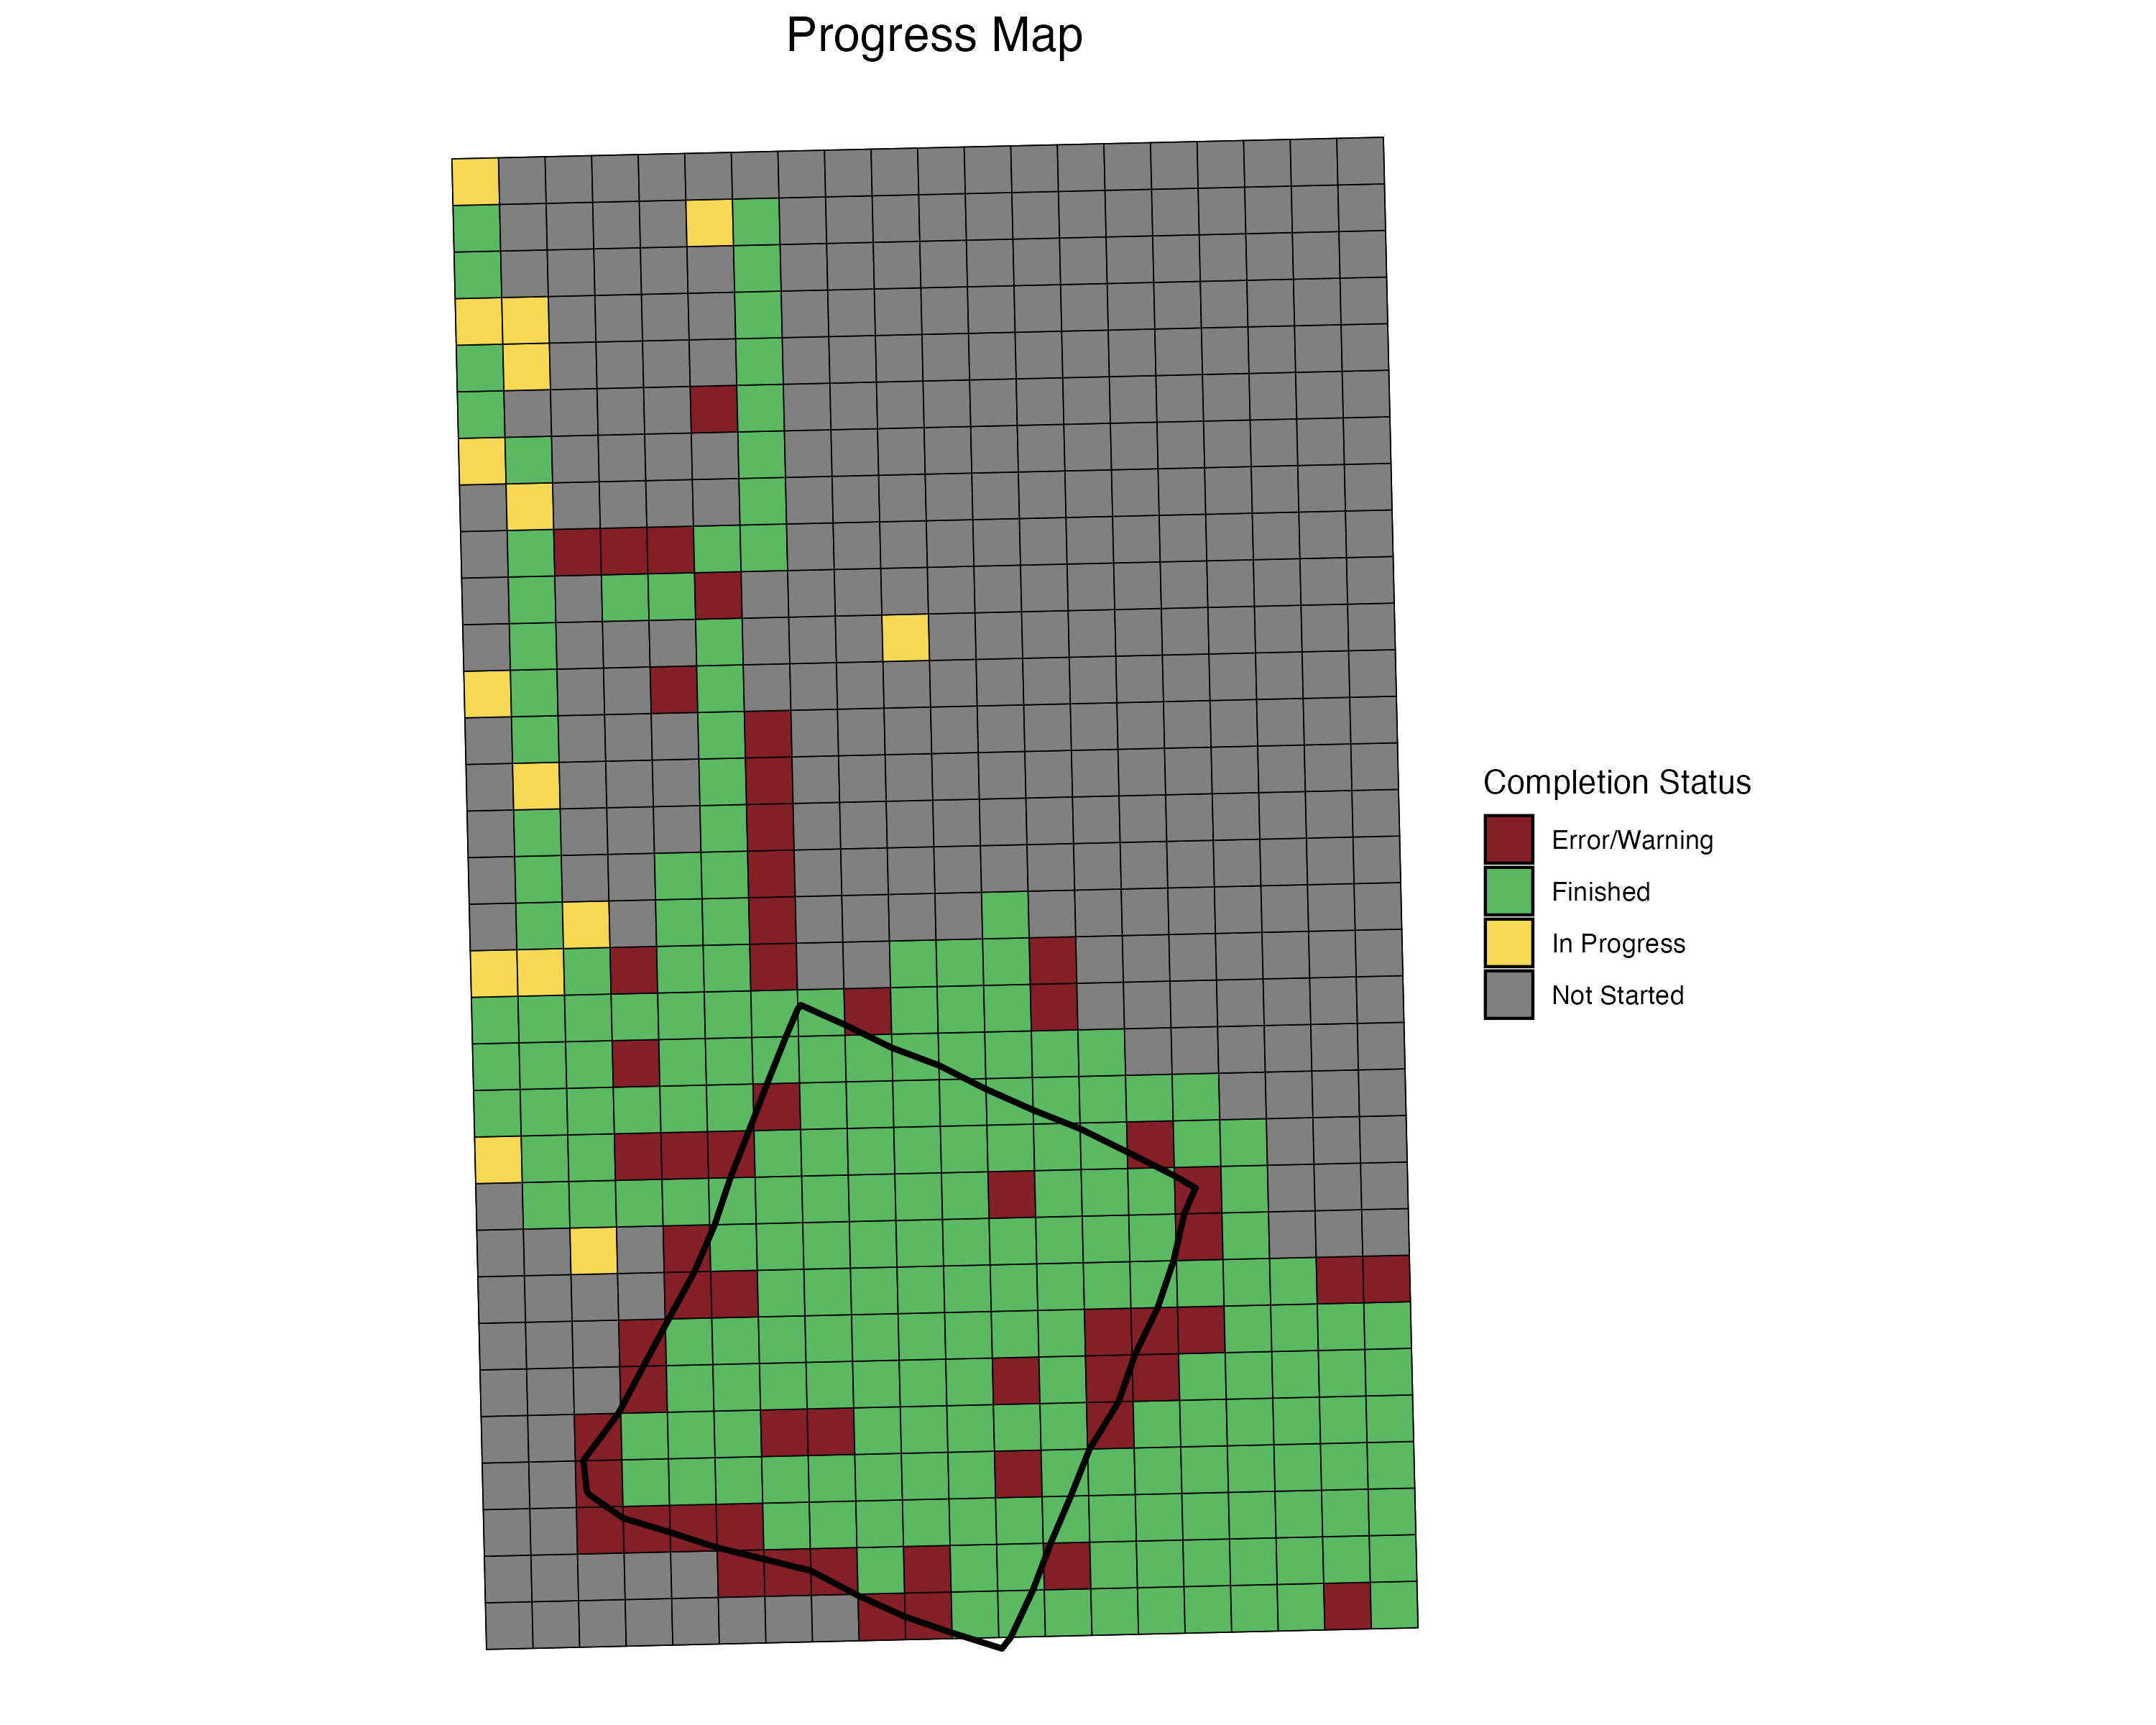 Progress Map
Completion Status
Error/Warning
Finished
In Progress
Not Started